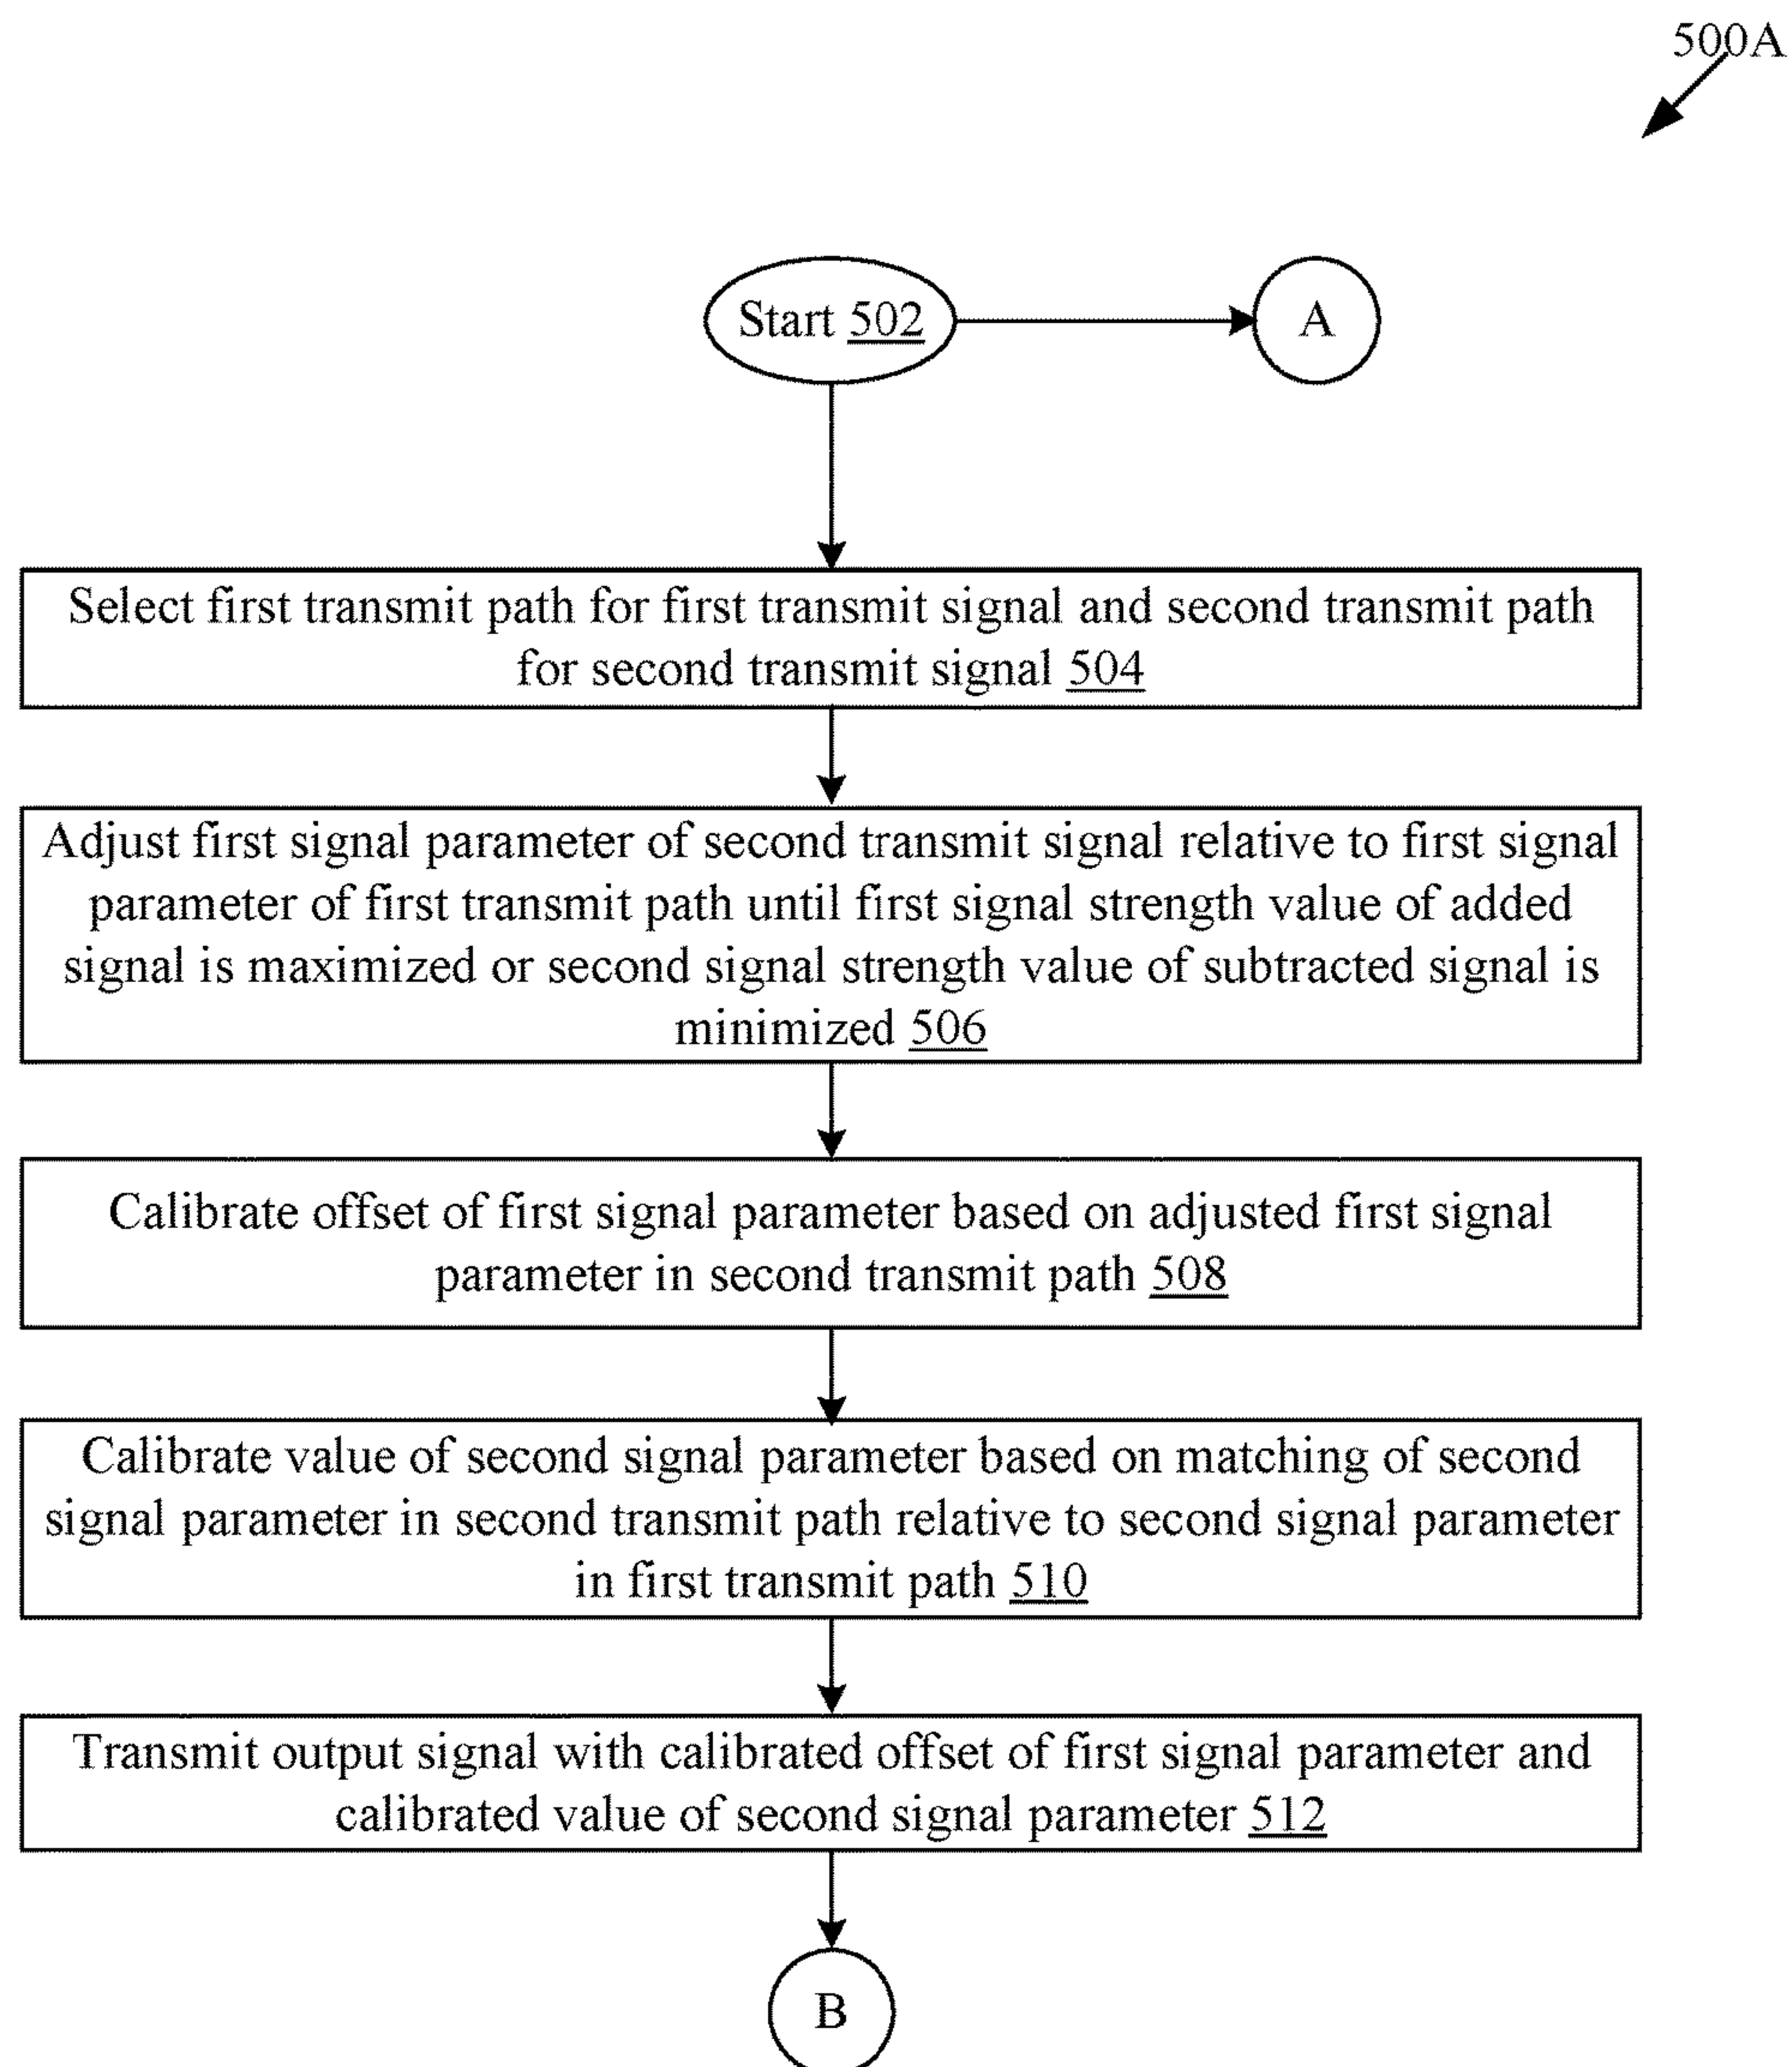 500A
Start 502
A
Select first transmit path for first transmit signal and second transmit path
for second transmit signal 504
Adjust first signal parameter of second transmit signal relative to first signal
parameter of first transmit path until first signal strength value of added
signal is maximized or second signal strength value of subtracted signal is
minimized 506
Calibrate offset of first signal parameter based on adjusted first signal
parameter in second transmit path 508
Calibrate value of second signal parameter based on matching of second
signal parameter in second transmit path relative to second signal parameter
in first transmit path 510
Transmit output signal with calibrated offset of first signal parameter and
calibrated value of second signal parameter 512
B